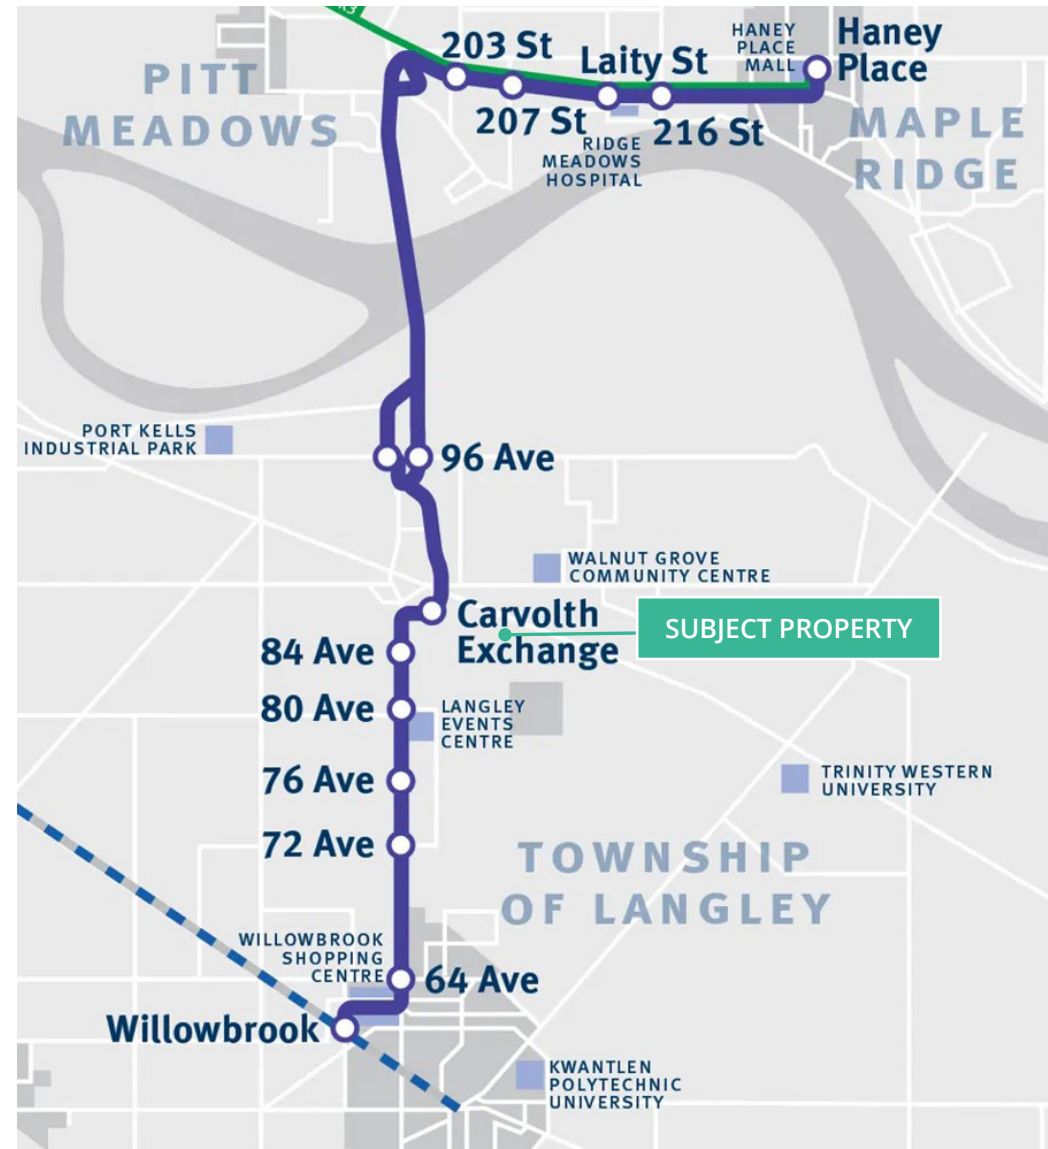 R3
203 St
Laity St
HANEY
PLACE
MALL
Haney
Place
PITT
MEADOWS
207 St
216 St
RIDGE
MEADOWS
HOSPITAL
MAPLE
RIDGE
PORT KELLS
INDUSTRIAL PARK
96 Ave
WALNUT GROVE
COMMUNITY CENTRE
Carvolth
Exchange
SUBJECT PROPERTY
84 Ave
80 Ave
LANGLEY
EVENTS
CENTRE
76 Ave
TRINITY WESTERN
UNIVERSITY
72 Ave
TOWNSHIP
OF LANGLEY
WILLOWBROOK
SHOPPING
CENTRE
64 Ave
Willowbrook
KWANTLEN
POLYTECHNIC
UNIVERSITY